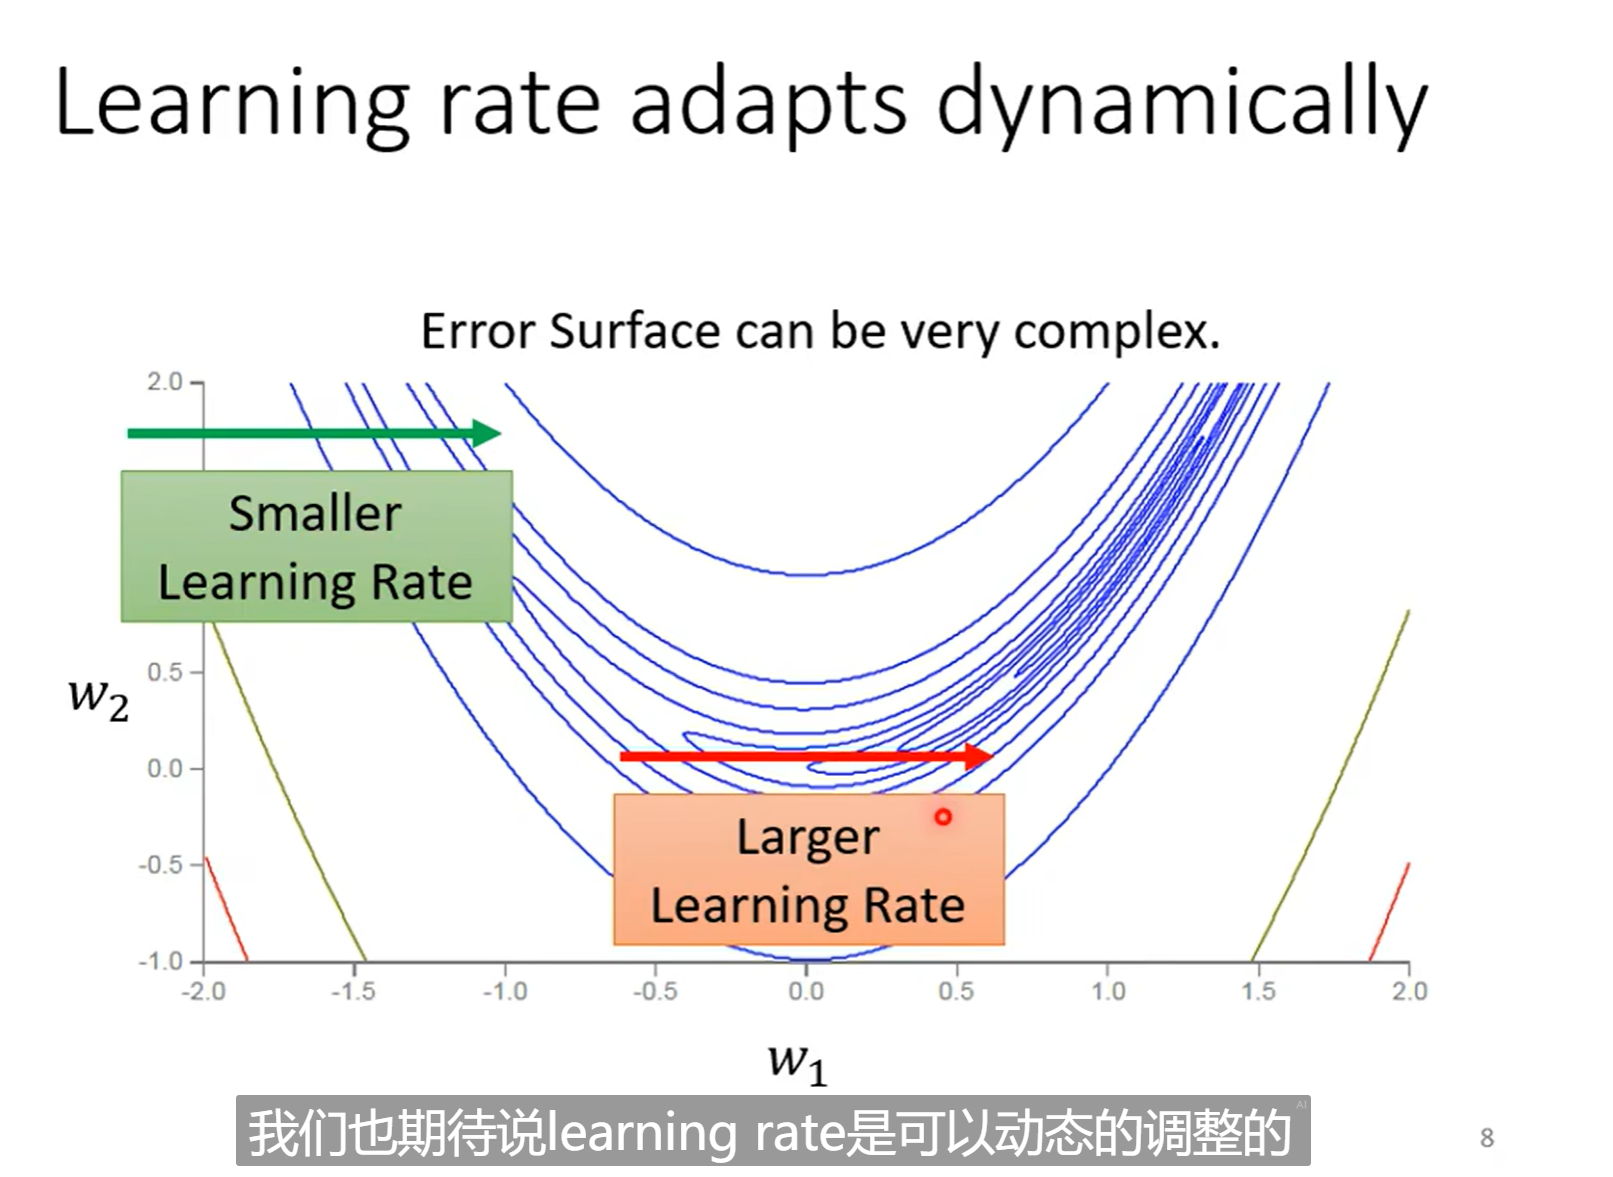 Learning rate adapts dynamically
Error Surface can be very complex.
2.0
Smaller
Learning Rate
0.5
w₂
0.0
Larger
Learning Rate
-0.5
-1.0
-2.0 -1.5 -1.0 -0.5 0.0 0.5 1.0 1.5 2.0
w₁
AI
我们也期待说learning rate是可以动态的调整的
8